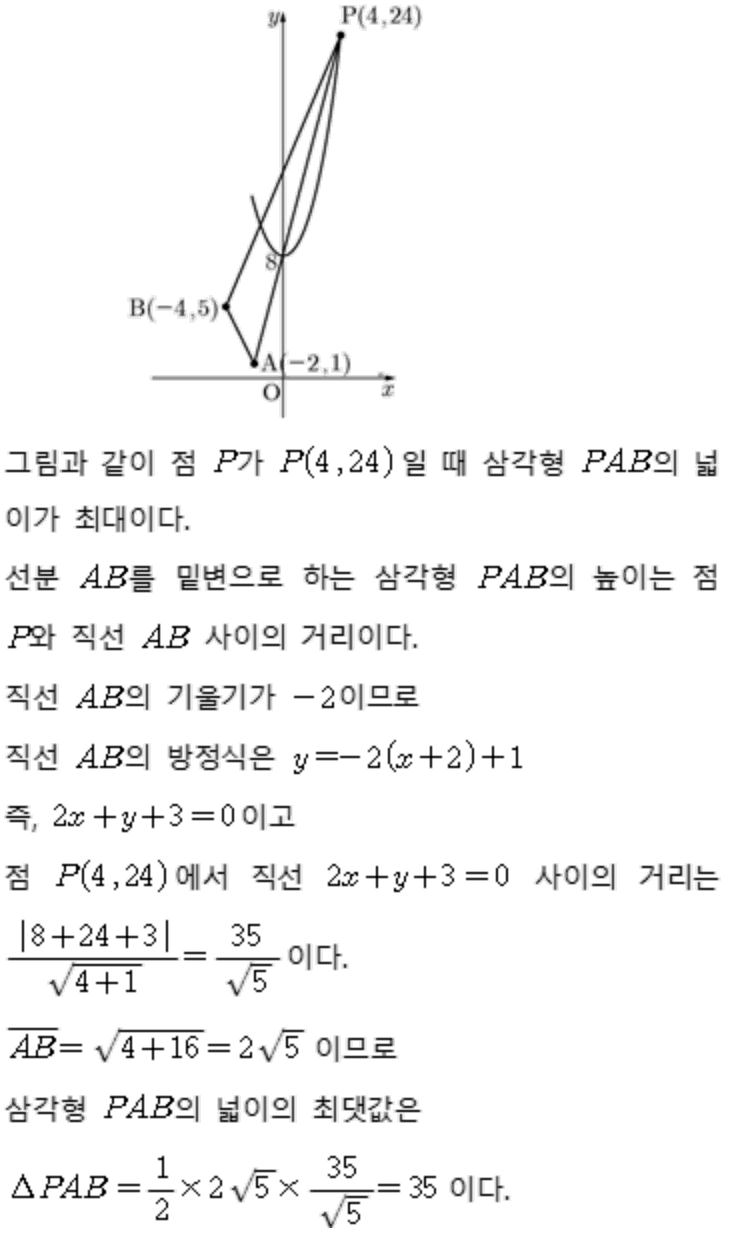 y
P(4,24)
8
B(−4,5)
A(−2,1)
O
x
그림과 같이 점 P가 P(4,24)일 때 삼각형 PAB의 넓
이가 최대이다.
선분 AB를 밑변으로 하는 삼각형 PAB의 높이는 점
P와 직선 AB 사이의 거리이다.
직선 AB의 기울기가 −2이므로
직선 AB의 방정식은 y=−2(x+2)+1
즉, 2x+y+3=0이고
점 P(4,24)에서 직선 2x+y+3=0 사이의 거리는
|8+24+3|/√(4+1) = 35/√5 이다.
A̅B̅= √(4+16) = 2√5 이므로
삼각형 PAB의 넓이의 최댓값은
ΔPAB = 1/2 × 2√5 × 35/√5 = 35 이다.